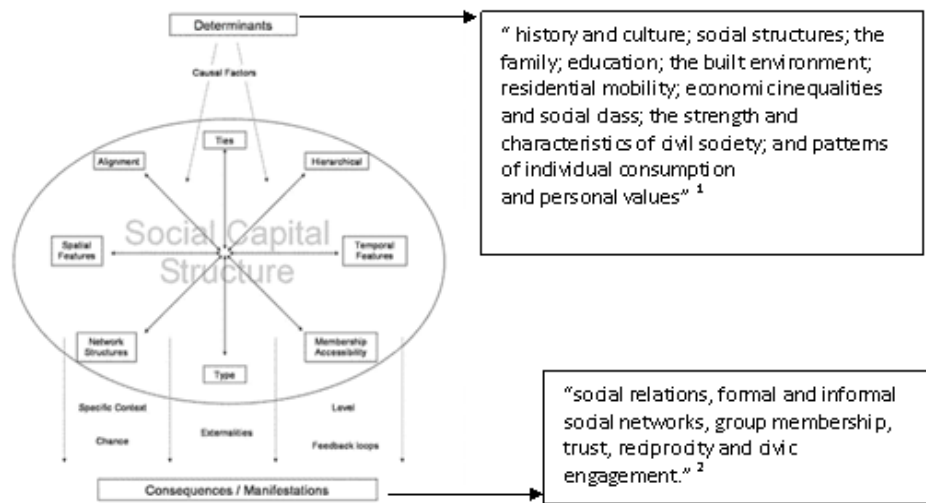 Determinants
Causal Factors
“ history and culture; social structures; the
family; education; the built environment;
residential mobility; economic inequalities
and social class; the strength and
characteristics of civil society; and patterns
of individual consumption
and personal values” 1
Ties
Alignment
Hierarchical
Social Capital
Structure
Spatial
Features
Temporal
Features
Network
Structures
Membership
Accessibility
Type
Specific Context
Level
Chance
Externalities
Feedback loops
Consequences / Manifestations
“social relations, formal and informal
social networks, group membership,
trust, reciprocity and civic
engagement.” 2